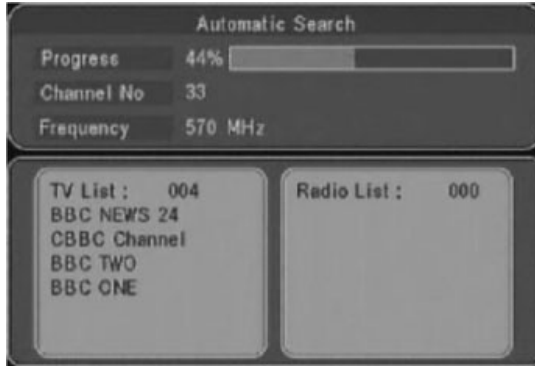 Automatic Search
Progress 44%
Channel No 33
Frequency 570 MHz
TV List : 004
BBC NEWS 24
CBBC Channel
BBC TWO
BBC ONE
Radio List : 000